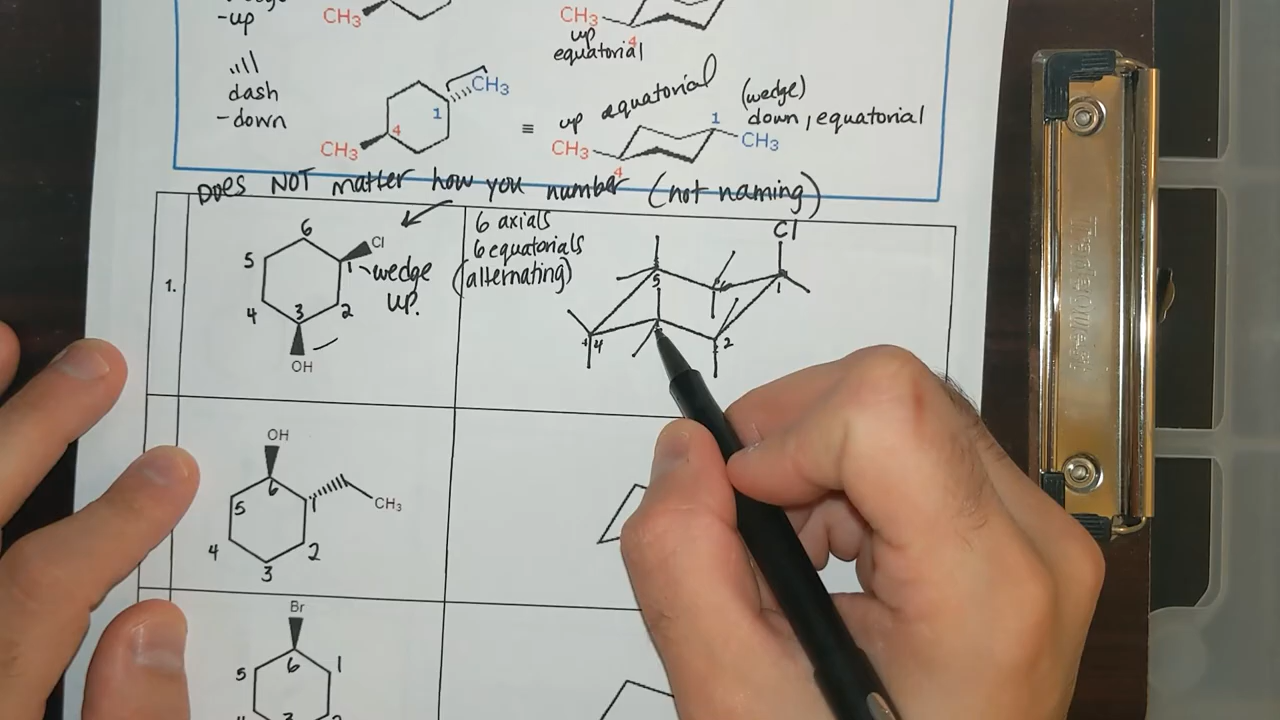 -up
CH3
CH3
up
4
equatorial
dash
-down
CH3
1
4
CH3
≡
up equatorial
(wedge)
1
down, equatorial
CH3
CH3
4
DOES NOT matter how you number (not naming)
1.
6
Cl
5
1
wedge
up.
4
3
2
OH
6 axials
6 equatorials
(alternating)
Cl
5
6
1
4
2
OH
6
5
1
CH3
4
2
3
Br
5
6
1
3